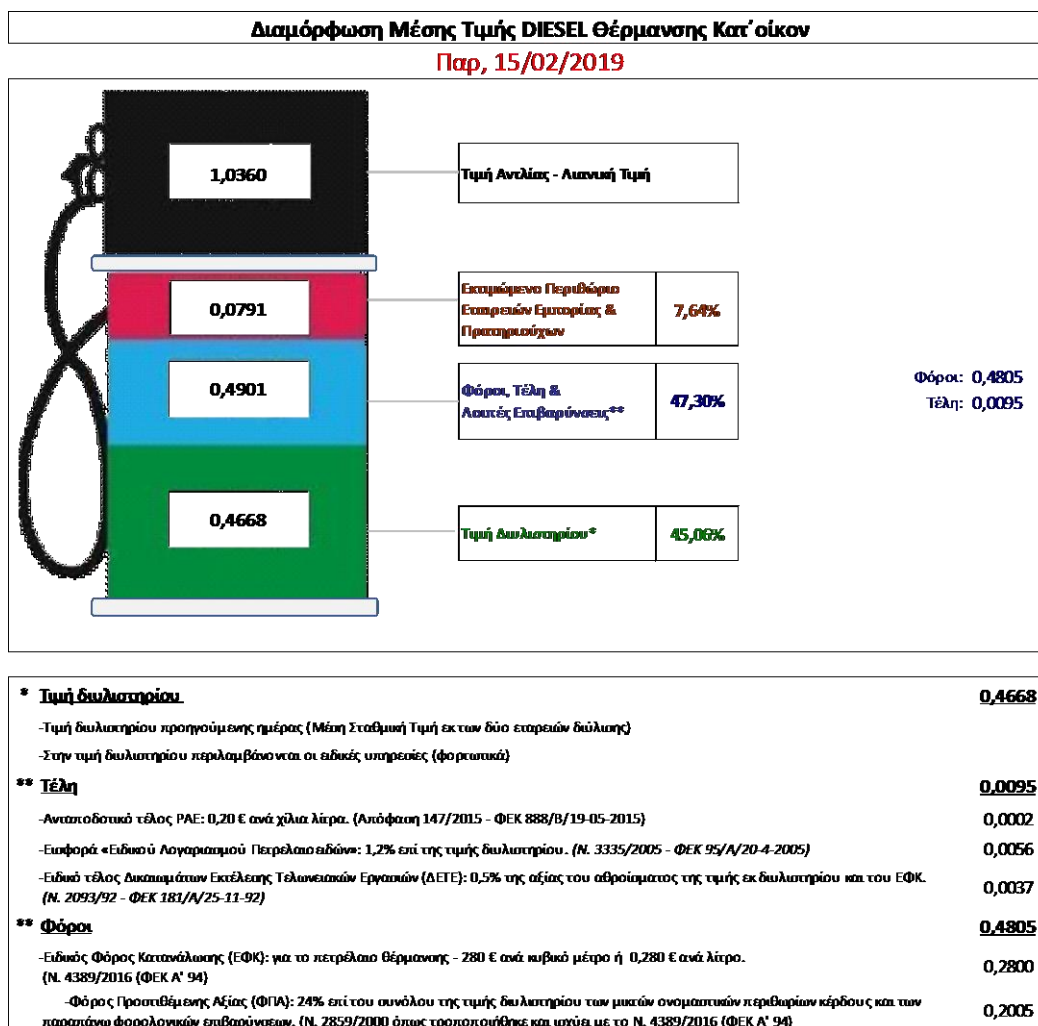 Διαμόρφωση Μέσης Τιμής DIESEL Θέρμανσης Κατ΄οίκον
Παρ, 15/02/2019
1,0360
Τιμή Αντλίας - Λιανική Τιμή
0,0791
Εκτιμώμενο Περιθώριο
Εταιρειών Εμπορίας &
Πρατηριούχων
7,64%
0,4901
Φόροι, Τέλη &
Λοιπές Επιβαρύνσεις**
47,30%
Φόροι: 0,4805
Τέλη: 0,0095
0,4668
Τιμή Διυλιστηρίου*
45,06%
* Τιμή διυλιστηρίου 0,4668
-Τιμή διυλιστηρίου προηγούμενης ημέρας (Μέση Σταθμική Τιμή εκ των δύο εταρειών διύλισης)
-Στην τιμή διυλιστηρίου περιλαμβάνονται οι ειδικές υπηρεσίες (φορτωτικά)
** Τέλη 0,0095
-Ανταποδοτικό τέλος ΡΑΕ: 0,20 € ανά χίλια λίτρα. (Απόφαση 147/2015 - ΦΕΚ 888/Β/19-05-2015) 0,0002
-Εισφορά «Ειδικού Λογαριασμού Πετρελαιοειδών»: 1,2% επί της τιμής διυλιστηρίου. (Ν. 3335/2005 - ΦΕΚ 95/Α/20-4-2005) 0,0056
-Ειδικό τέλος Δικαιωμάτων Εκτέλεσης Τελωνειακών Εργασιών (ΔΕΤΕ): 0,5% της αξίας του αθροίσματος της τιμής εκ διυλιστηρίου και του ΕΦΚ.
(Ν. 2093/92 - ΦΕΚ 181/Α/25-11-92) 0,0037
** Φόροι 0,4805
-Ειδικός Φόρος Κατανάλωσης (ΕΦΚ): για το πετρέλαιο θέρμανσης - 280 € ανά κυβικό μέτρο ή 0,280 € ανά λίτρο.
(Ν. 4389/2016 (ΦΕΚ Α' 94) 0,2800
-Φόρος Προστιθέμενης Αξίας (ΦΠΑ): 24% επί του συνόλου της τιμής διυλιστηρίου των μικτών ονομαστικών περιθωρίων κέρδους και των
παραπάνω φορολογικών επιβαρύνσεων. (Ν. 2859/2000 όπως τροποποιήθηκε και ισχύει με το Ν. 4389/2016 (ΦΕΚ Α' 94) 0,2005